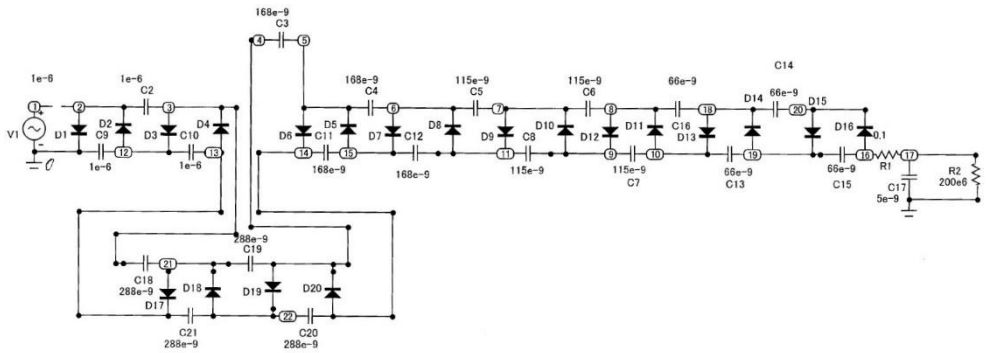 168e-9
C3
4
5
C14
1e-6
1e-6
168e-9
115e-9
115e-9
66e-9
66e-9
C2
C4
C5
C6
1
2
3
6
7
8
18
20
D15
V1
D1
D2
D3
D4
D6
D5
D7
D8
D9
D10
D12
D11
C16
D13
D14
D16
0.1
C9
C10
C11
C12
C8
0
12
13
14
15
11
9
10
19
16
17
1e-6
1e-6
168e-9
168e-9
115e-9
115e-9
66e-9
66e-9
R1
R2
200e6
C7
C13
C15
C17
5e-9
288e-9
C19
21
C18
288e-9
D17
D18
D19
D20
22
C21
C20
288e-9
288e-9